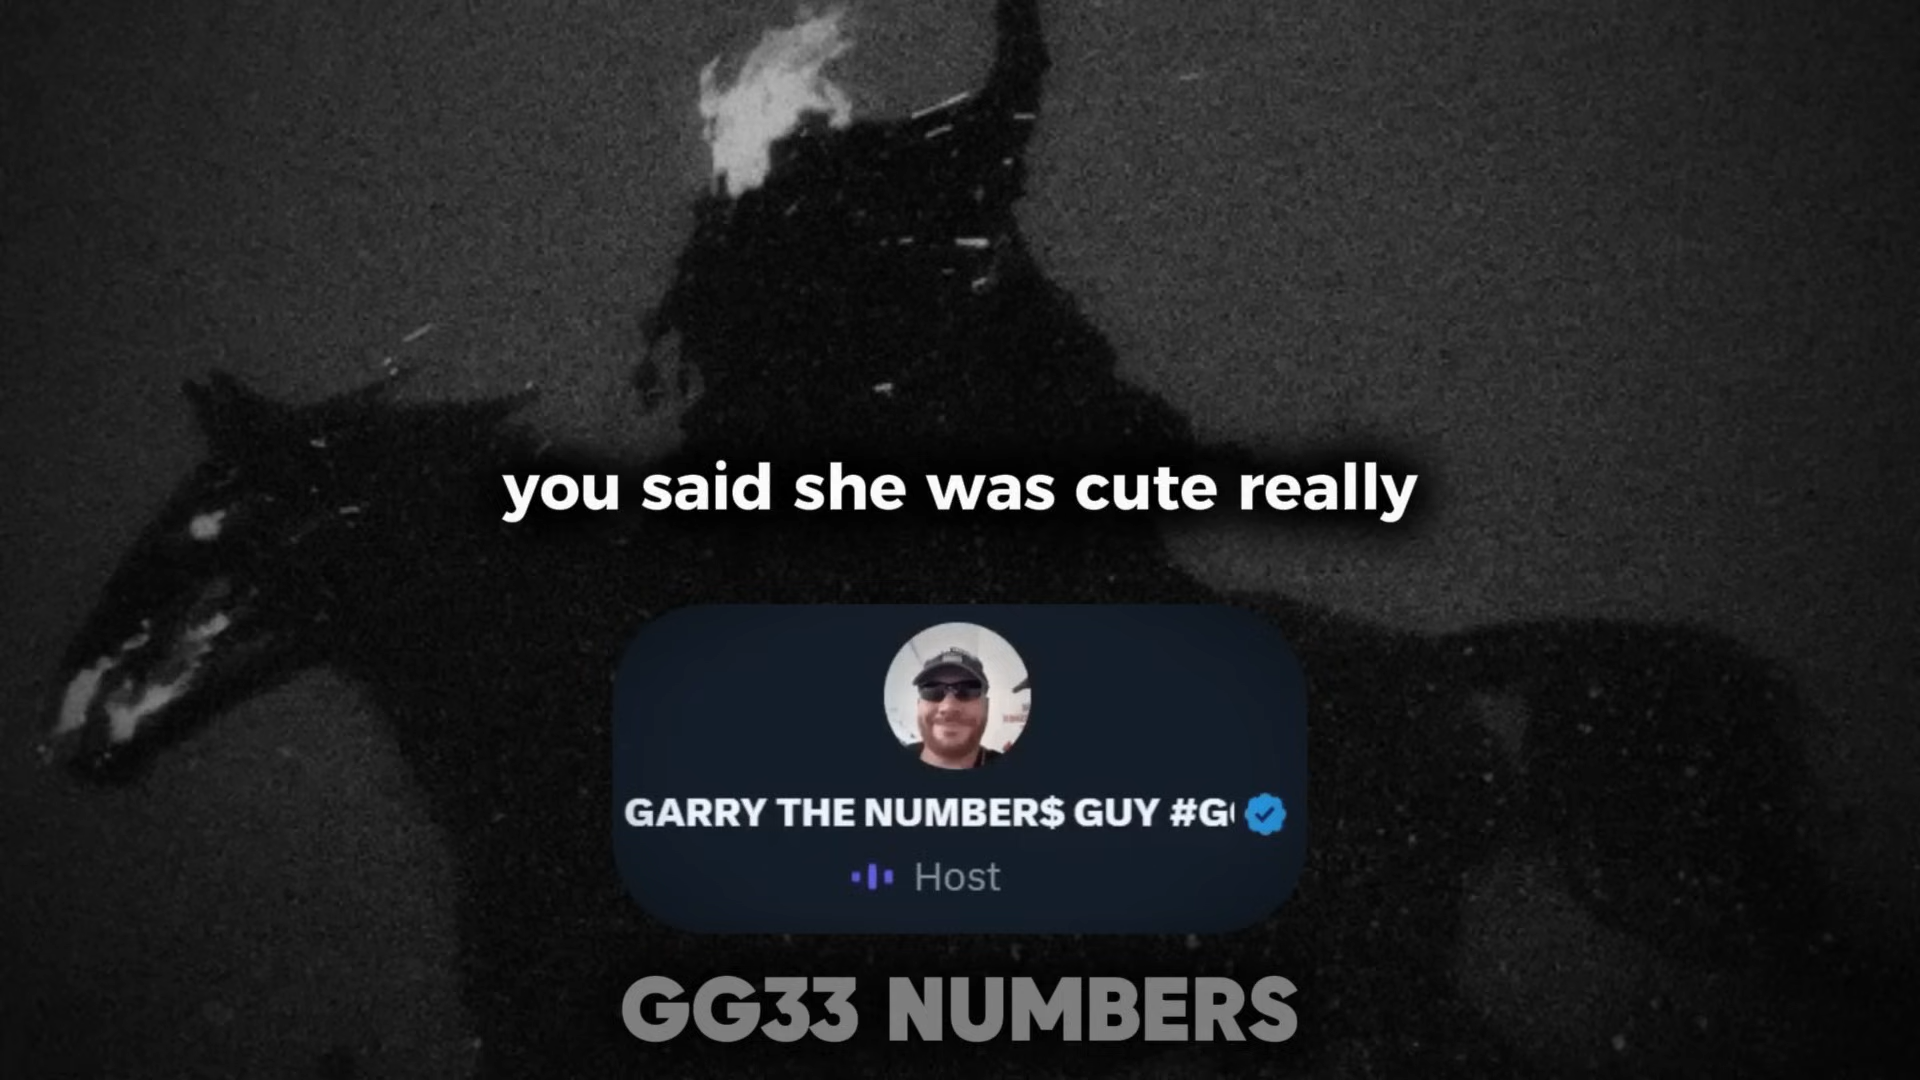 you said she was cute really
GARRY THE NUMBER$ GUY #G
Host
GG33 NUMBERS